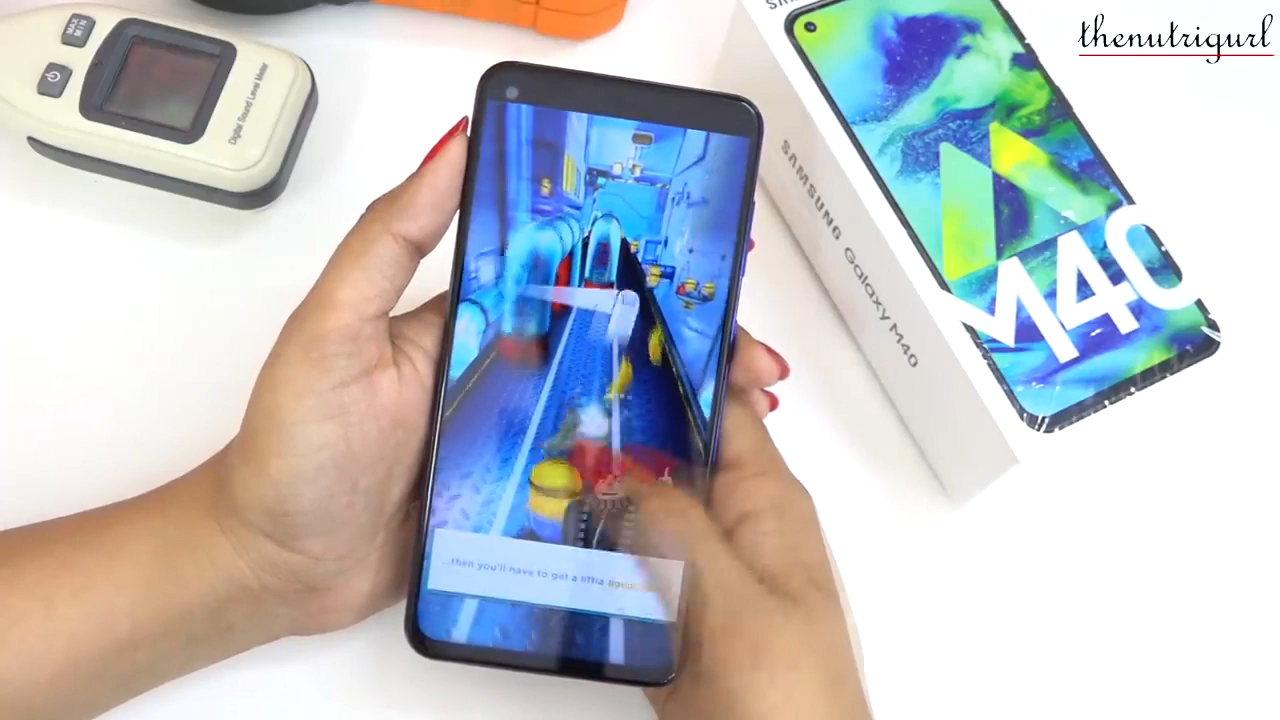 thenutrigurl
MAX
MIN
Digital Sound Level Meter
SAMSUNG Galaxy M40
M40
...then you'll have to get a little